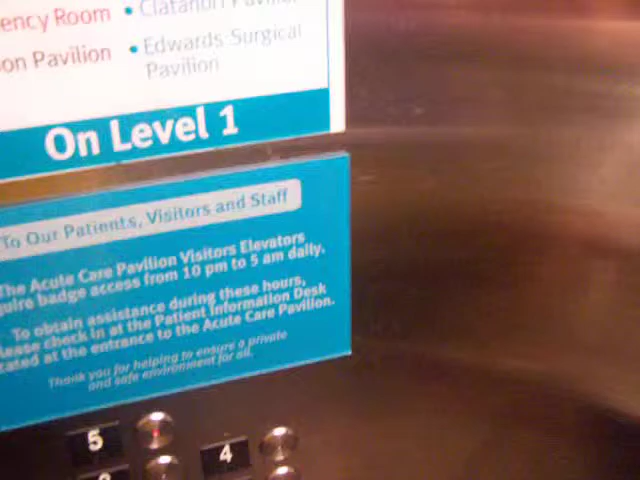 ency Room • Clatanoff Pavilion
on Pavilion • Edwards Surgical
Pavilion
On Level 1
To Our Patients, Visitors and Staff
The Acute Care Pavilion Visitors Elevators
quire badge access from 10 pm to 5 am daily.
To obtain assistance during these hours,
lease check in at the Patient Information Desk
cated at the entrance to the Acute Care Pavilion.
Thank you for helping to ensure a private
and safe environment for all.
5
4